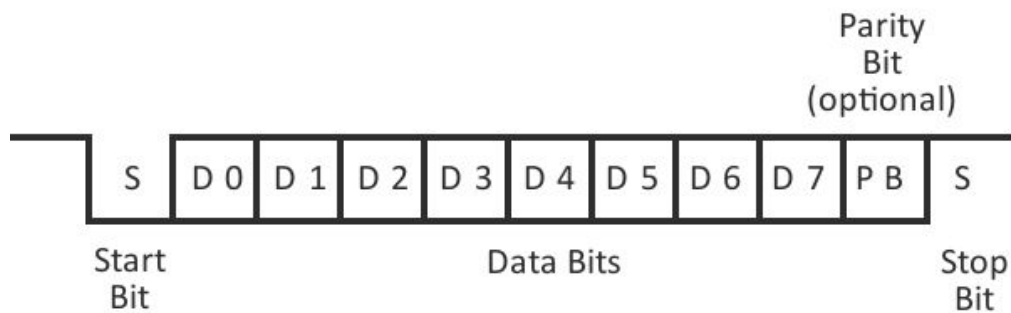 Parity
Bit
(optional)
S D 0 D 1 D 2 D 3 D 4 D 5 D 6 D 7 P B S
Start
Bit
Data Bits
Stop
Bit